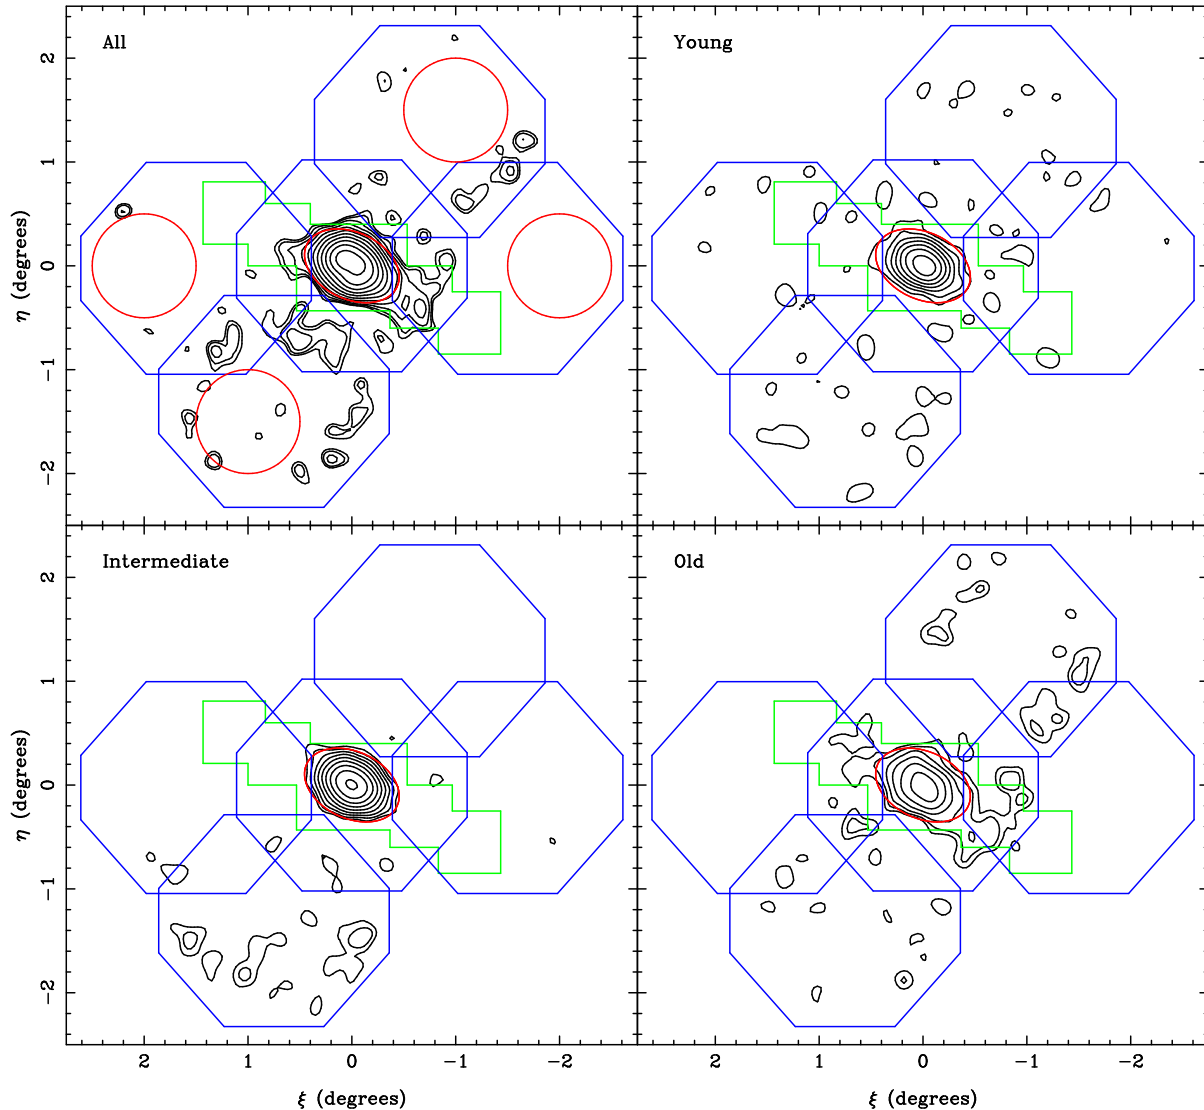 All
Young
2
1
0
−1
−2
η (degrees)
Intermediate
Old
2
1
0
−1
−2
η (degrees)
2 1 0 −1 −2 2 1 0 −1 −2
ξ (degrees) ξ (degrees)